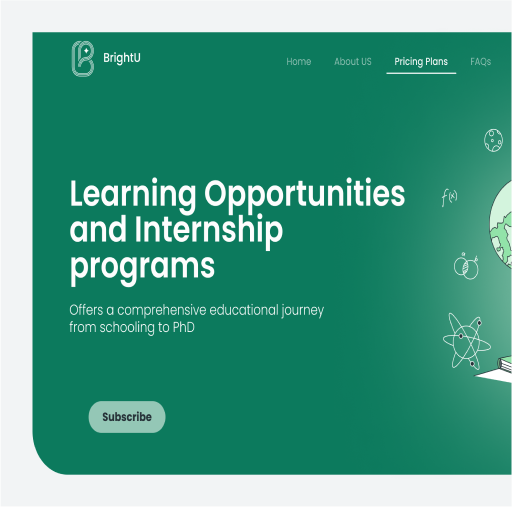 BrightU
Home About US Pricing Plans FAQs
Learning Opportunities
and Internship
programs
Offers a comprehensive educational journey
from schooling to PhD
Subscribe
f(x)